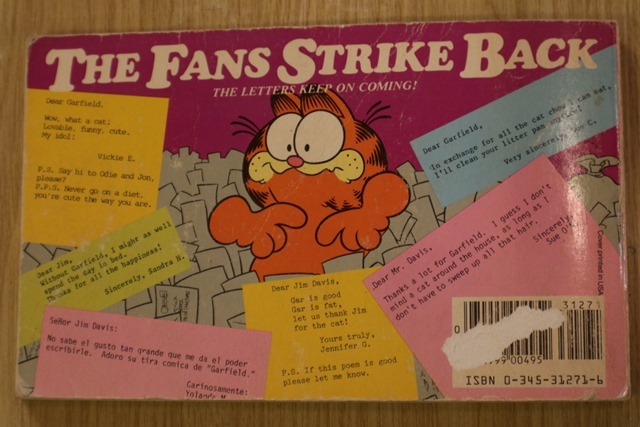 THE FANS STRIKE BACK
THE LETTERS KEEP ON COMING!
Dear Garfield,
Wow, what a cat:
Lovable, funny, cute.
My idol:
Vickie E.
P.S. Say hi to Odie and Jon,
please?
P.P.S. Never go on a diet,
you're cute the way you are.
Dear Garfield,
In exchange for all the cat chow I can eat,
I'll clean your litter pan
Very sincerely, Jon C.
Dear Jim,
Without Garfield, I might as well
spend the day in bed.
Thanks for all the happiness!
Sincerely, Sandra H.
Dear Mr. Davis,
Thanks a lot for Garfield. I guess I don't
mind a cat around the house, as long as I
don't have to sweep up all that hair.
Sincerely
Sue
Dear Jim Davis,
Gar is good
Gar is fat,
let us thank Jim
for the cat!
Yours truly,
Jennifer G.
P.S. If this poem is good
please let me know.
Señor Jim Davis:
No sabe el gusto tan grande que me da el poder
escribirle. Adoro su tira comica de "Garfield."
Carinosamente:
Yolanda M.
Cover printed in USA
31271
0
99 00495
ISBN 0-345-31271-6